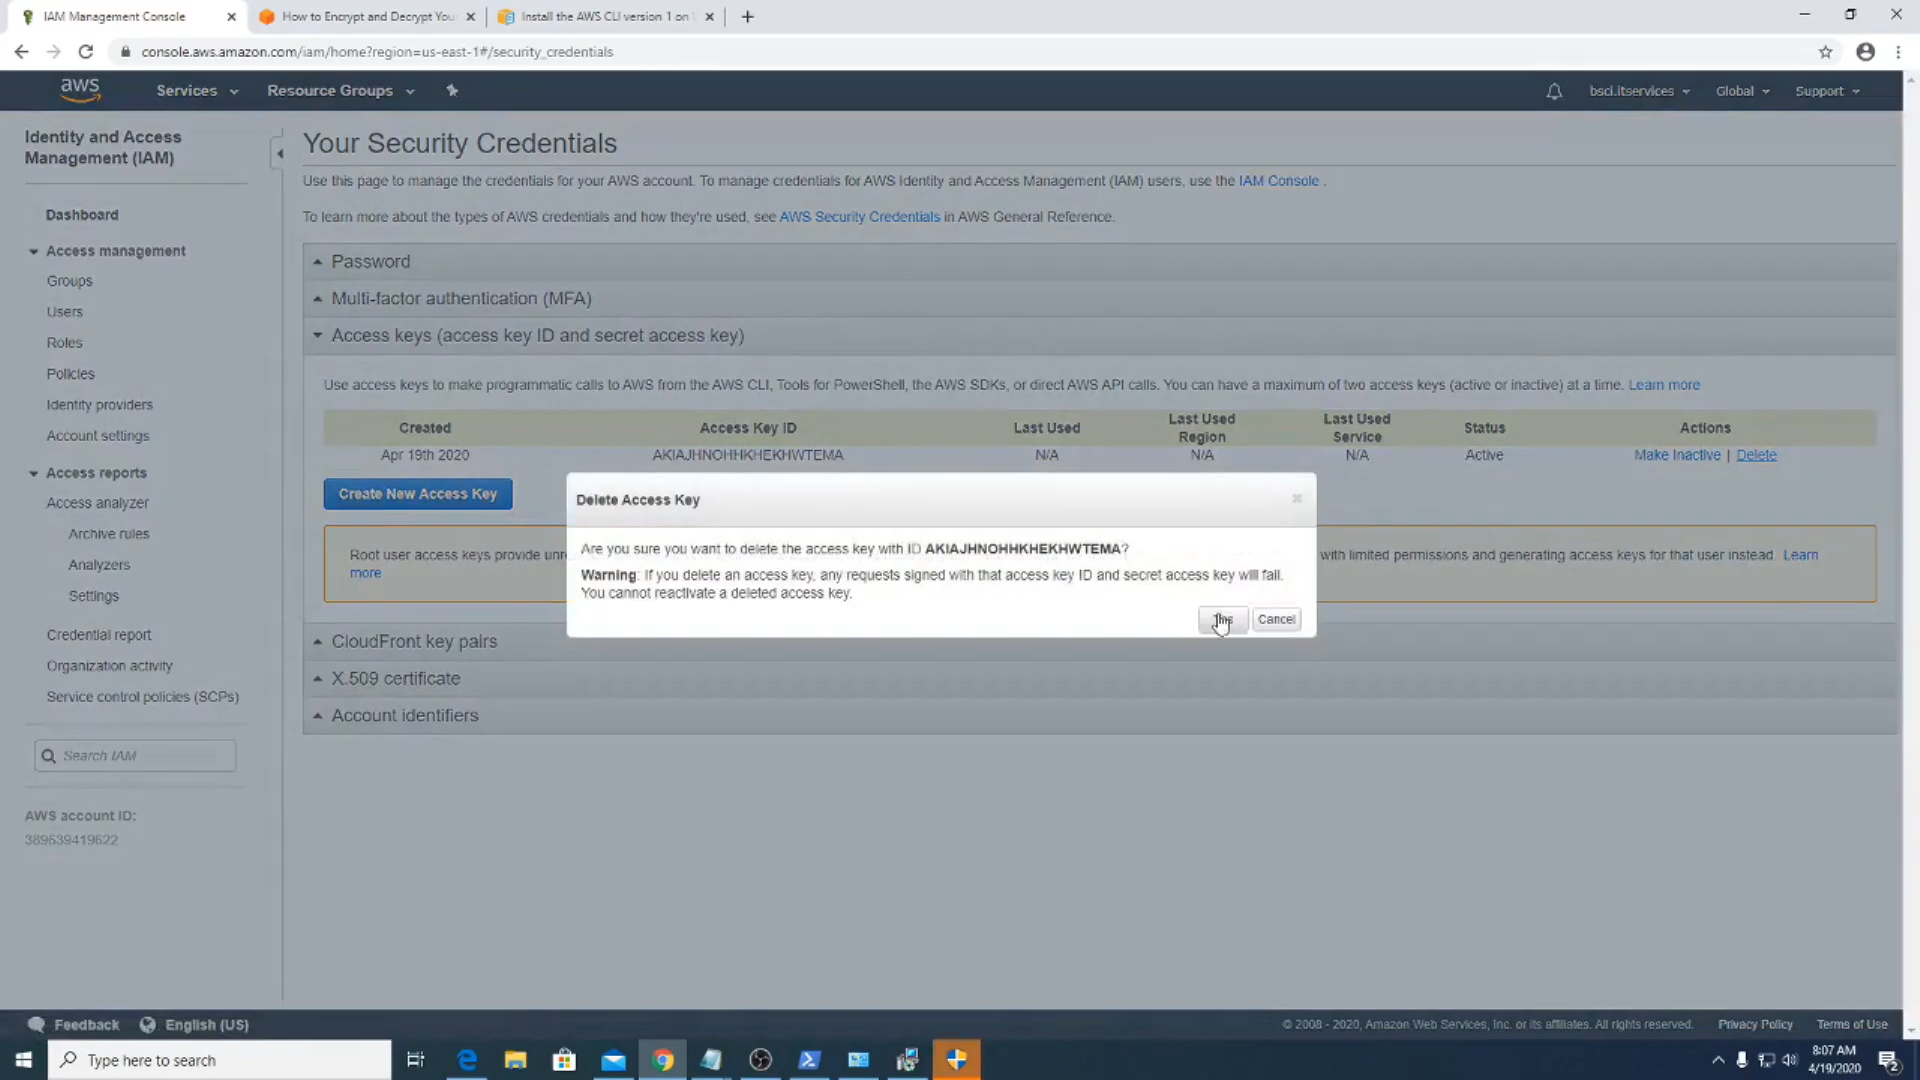 IAM Management Console
How to Encrypt and Decrypt You
Install the AWS CLI version 1 on
console.aws.amazon.com/iam/home?region=us-east-1#/security_credentials
aws
Services
Resource Groups
bsci.itservices
Global
Support
Identity and Access
Management (IAM)
Dashboard
Access management
Groups
Users
Roles
Policies
Identity providers
Account settings
Access reports
Access analyzer
Archive rules
Analyzers
Settings
Credential report
Organization activity
Service control policies (SCPs)
Search IAM
AWS account ID:
389639419622
Your Security Credentials
Use this page to manage the credentials for your AWS account. To manage credentials for AWS Identity and Access Management (IAM) users, use the IAM Console .
To learn more about the types of AWS credentials and how they're used, see AWS Security Credentials in AWS General Reference.
Password
Multi-factor authentication (MFA)
Access keys (access key ID and secret access key)
Use access keys to make programmatic calls to AWS from the AWS CLI, Tools for PowerShell, the AWS SDKs, or direct AWS API calls. You can have a maximum of two access keys (active or inactive) at a time. Learn more
Created Access Key ID Last Used Last Used Region Last Used Service Status Actions
Apr 19th 2020 AKIAJHNOHHKHEKHWTEMA N/A N/A N/A Active Make Inactive | Delete
Create New Access Key
Root user access keys provide unr
with limited permissions and generating access keys for that user instead. Learn
more
Delete Access Key
Are you sure you want to delete the access key with ID AKIAJHNOHHKHEKHWTEMA?
Warning: If you delete an access key, any requests signed with that access key ID and secret access key will fail.
You cannot reactivate a deleted access key.
Cancel
CloudFront key pairs
X.509 certificate
Account identifiers
Feedback
English (US)
© 2008 - 2020, Amazon Web Services, Inc. or its affiliates. All rights reserved.
Privacy Policy
Terms of Use
Type here to search
8:07 AM
4/19/2020
2